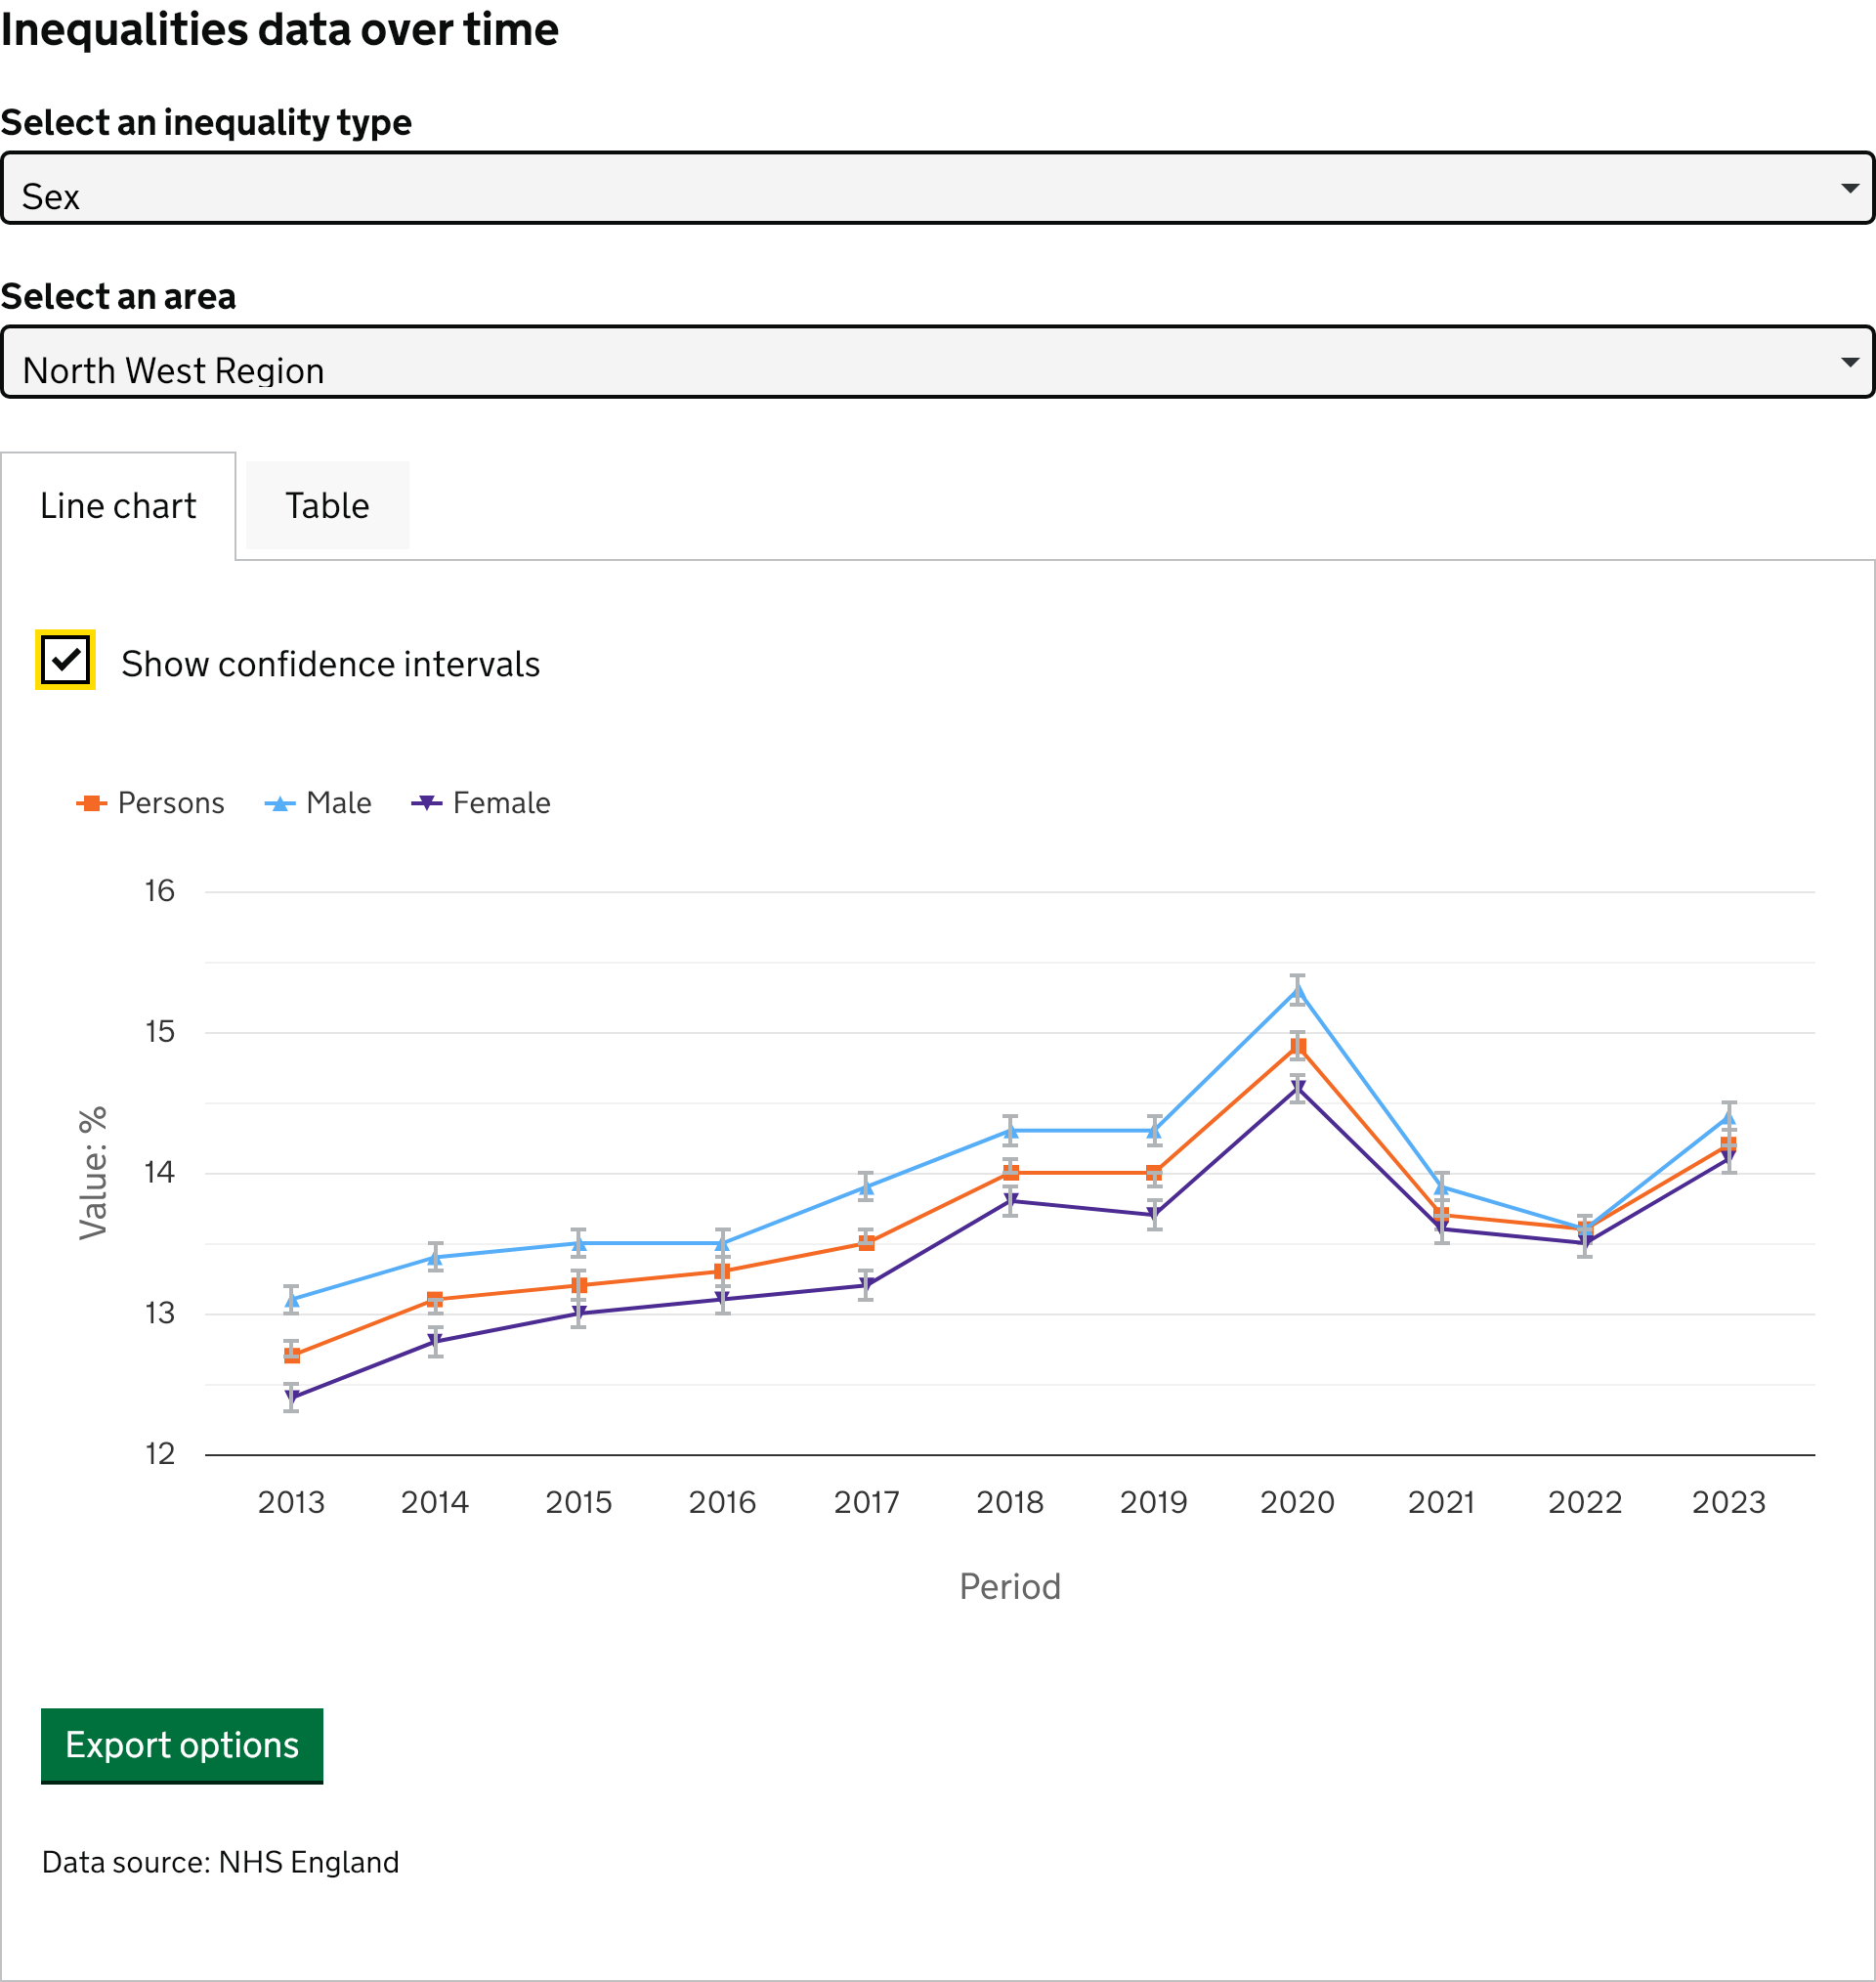 Inequalities data over time
Select an inequality type
Sex
Select an area
North West Region
Line chart Table
Show confidence intervals
Persons Male Female
16
15
14
13
12
Value: %
2013 2014 2015 2016 2017 2018 2019 2020 2021 2022 2023
Period
Export options
Data source: NHS England